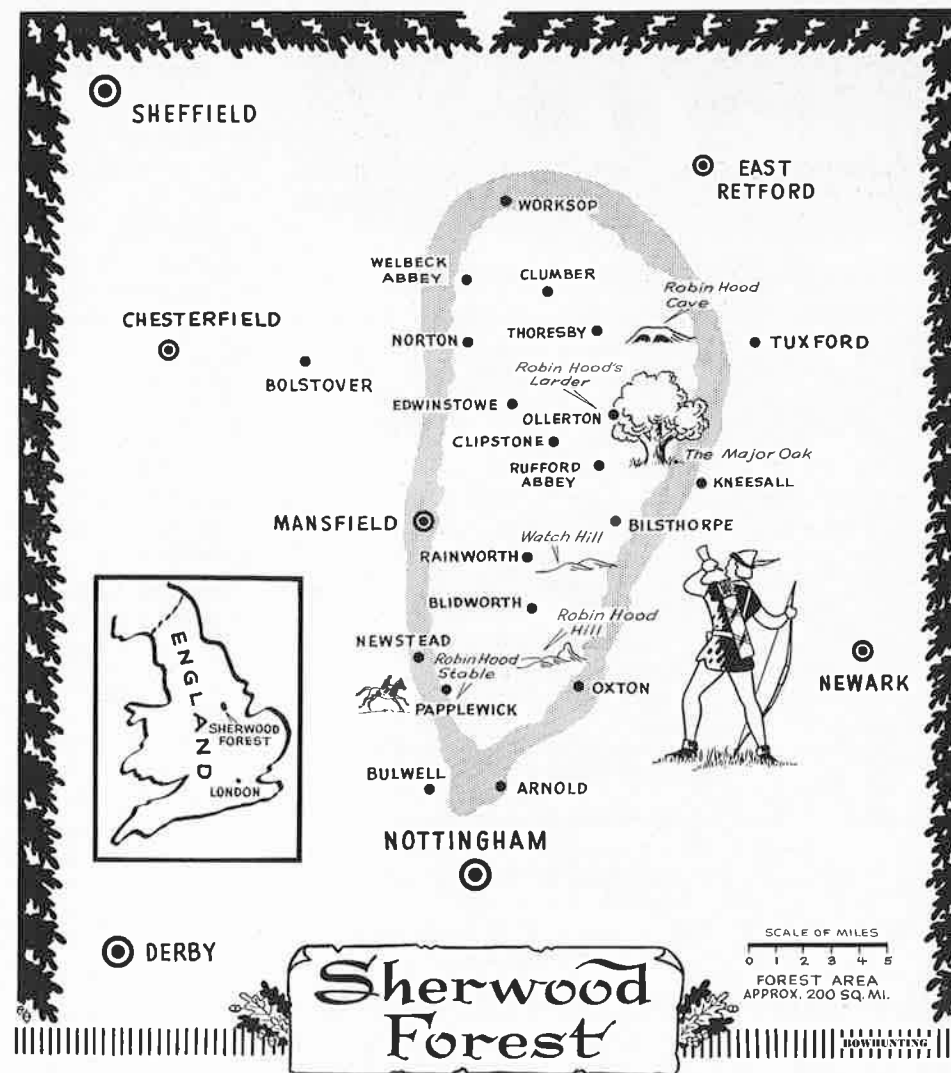 SHEFFIELD
EAST
RETFORD
WORKSOP
WELBECK
ABBEY
CLUMBER
Robin Hood
Cave
CHESTERFIELD
NORTON
THORESBY
TUXFORD
BOLSTOVER
Robin Hood's
Larder
EDWINSTOWE
OLLERTON
CLIPSTONE
The Major Oak
RUFFORD
ABBEY
KNEESALL
MANSFIELD
BILSTHORPE
Watch Hill
RAINWORTH
BLIDWORTH
Robin Hood
Hill
NEWSTEAD
Robin Hood
Stable
PAPPLEWICK
OXTON
NEWARK
ENGLAND
SHERWOOD
FOREST
LONDON
BULWELL
ARNOLD
NOTTINGHAM
DERBY
SCALE OF MILES
0 1 2 3 4 5
FOREST AREA
APPROX. 200 SQ. MI.
Sherwood
Forest
BOWHUNTING